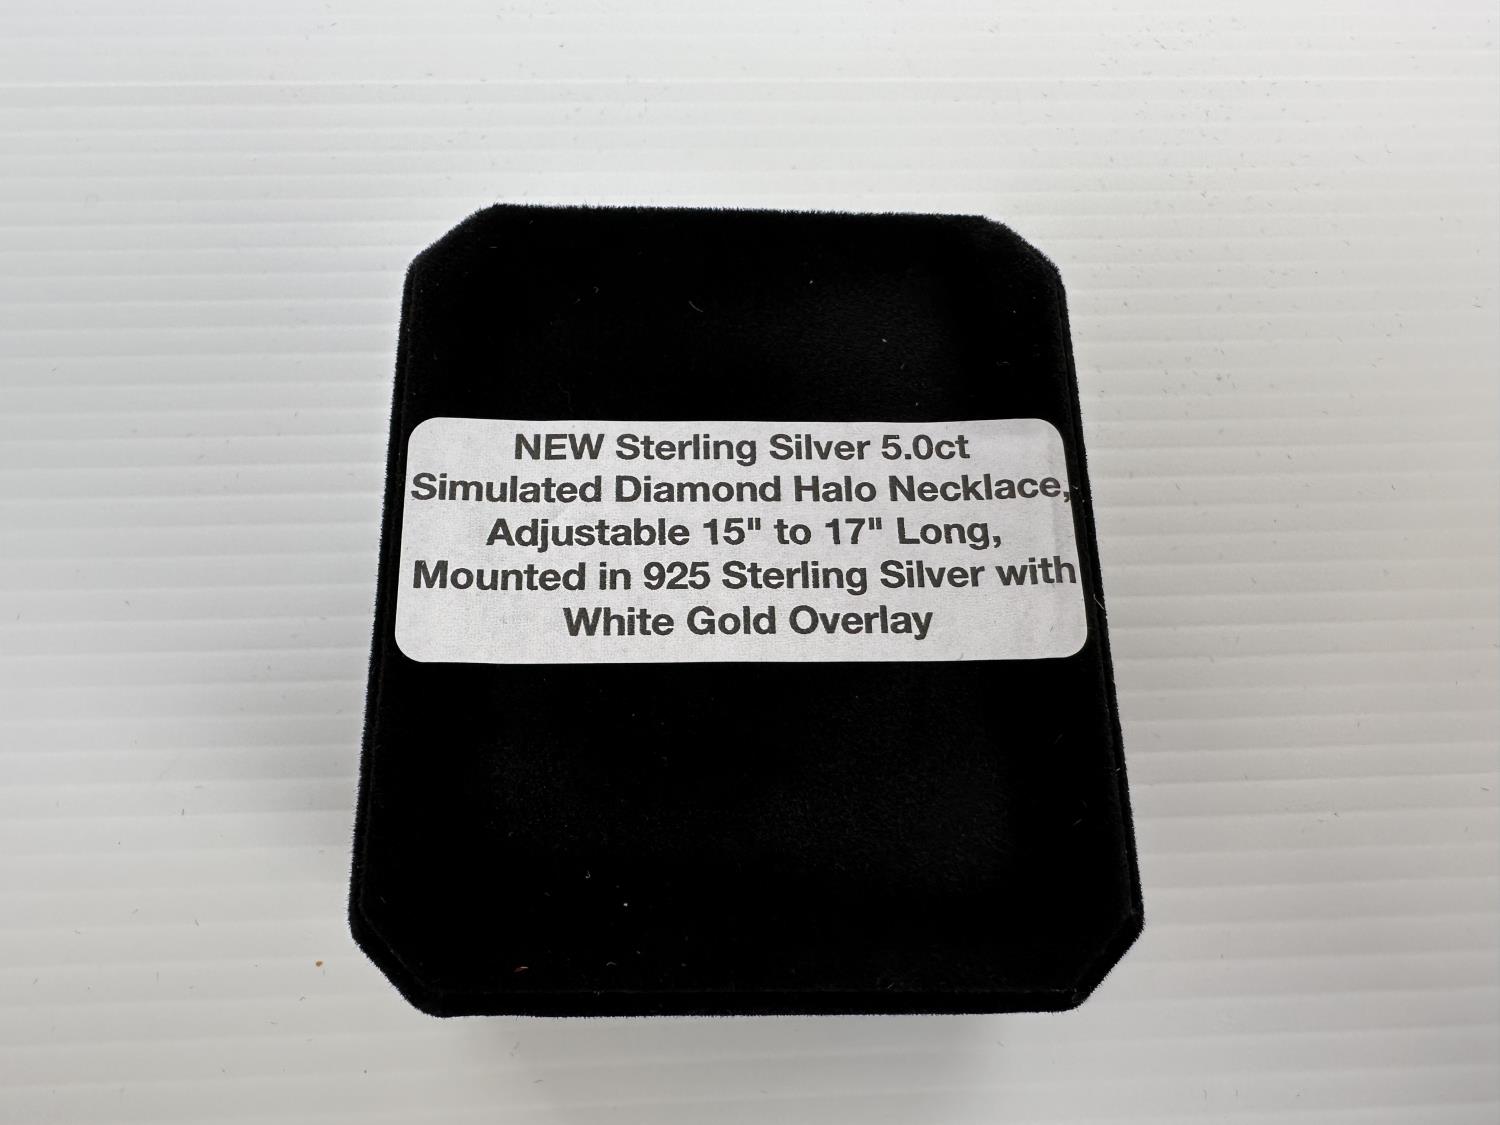 NEW Sterling Silver 5.0ct
Simulated Diamond Halo Necklace,
Adjustable 15" to 17" Long,
Mounted in 925 Sterling Silver with
White Gold Overlay